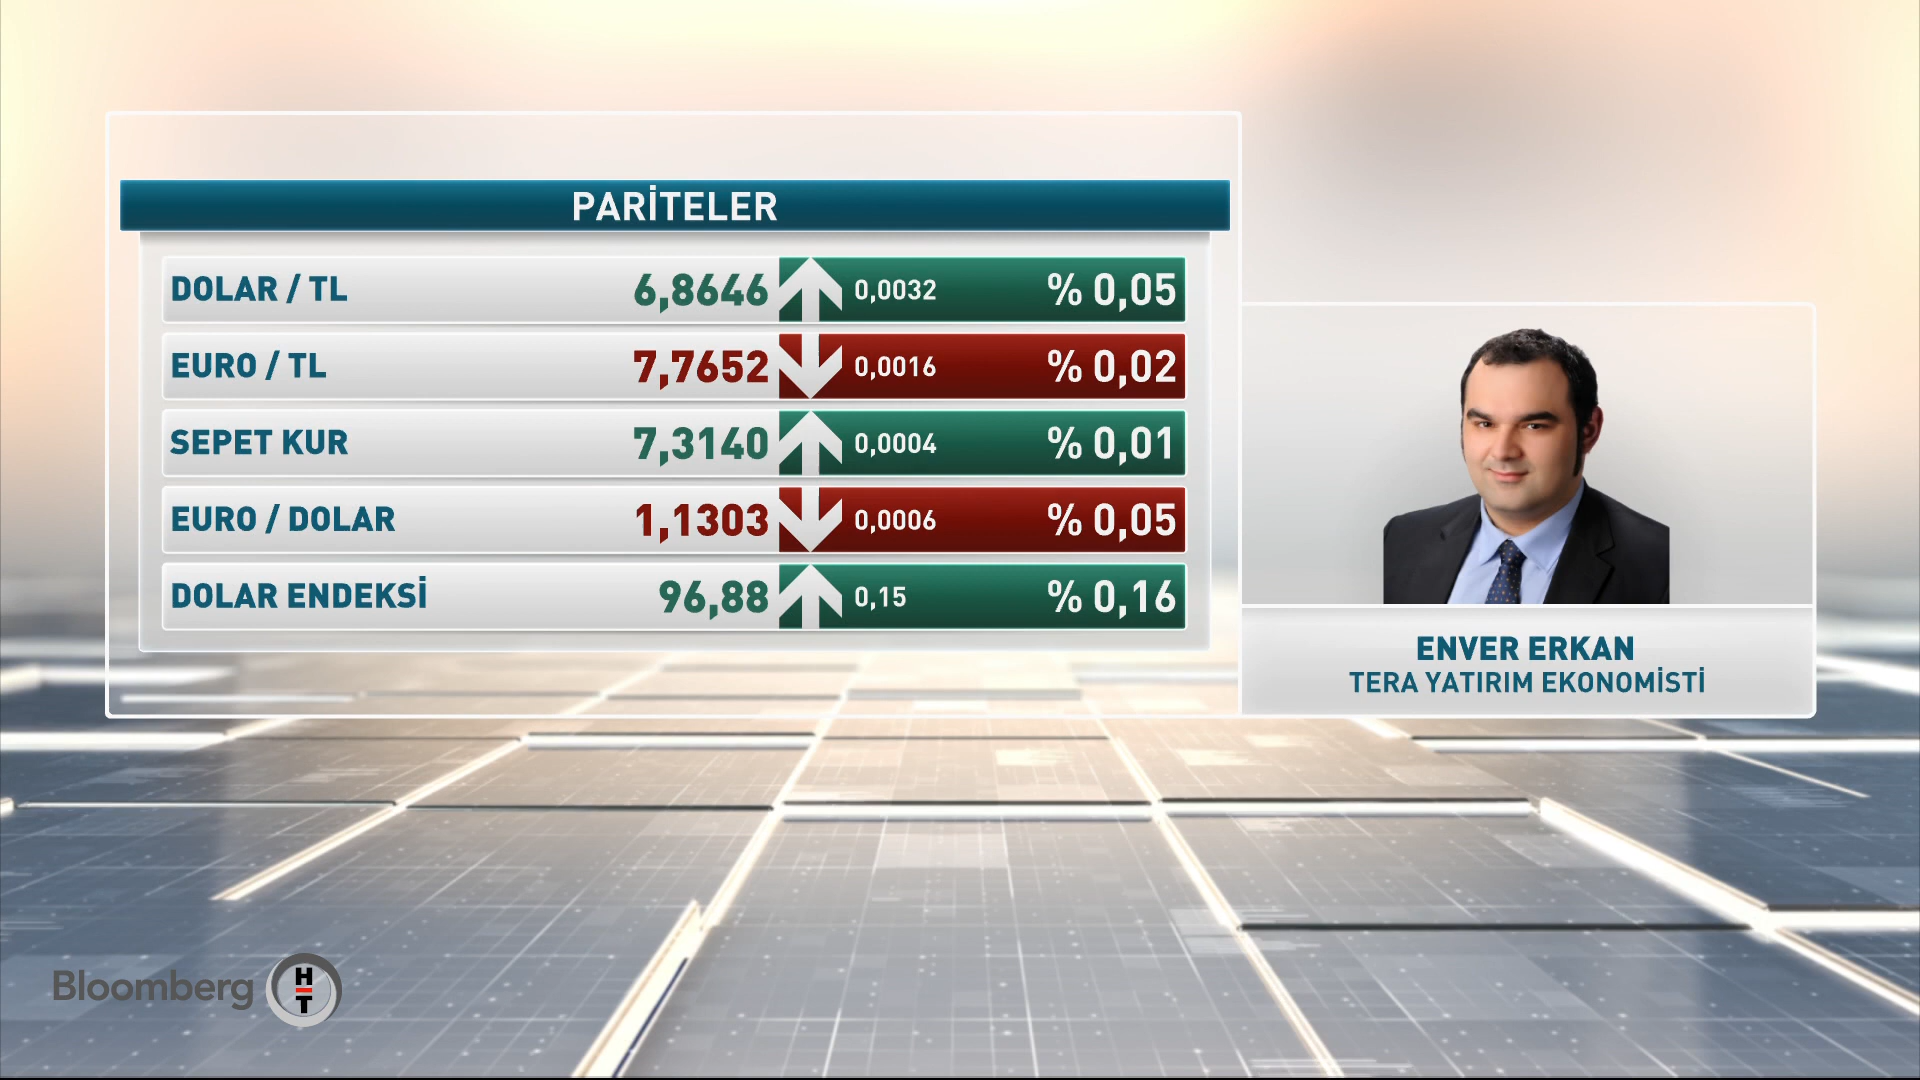 PARİTELER
DOLAR / TL 6,8646 0,0032 % 0,05
EURO / TL 7,7652 0,0016 % 0,02
SEPET KUR 7,3140 0,0004 % 0,01
EURO / DOLAR 1,1303 0,0006 % 0,05
DOLAR ENDEKSİ 96,88 0,15 % 0,16
ENVER ERKAN
TERA YATIRIM EKONOMİSTİ
Bloomberg HT